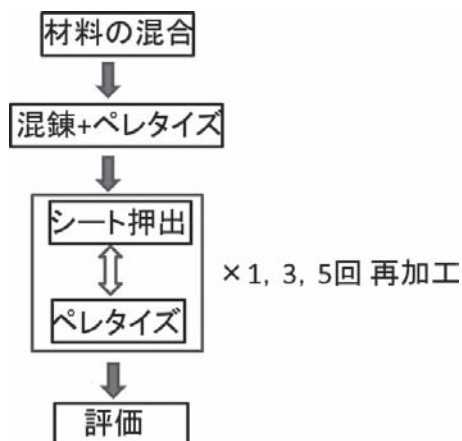 材料の混合
混錬+ペレタイズ
シート押出
×1, 3, 5回 再加工
ペレタイズ
評価